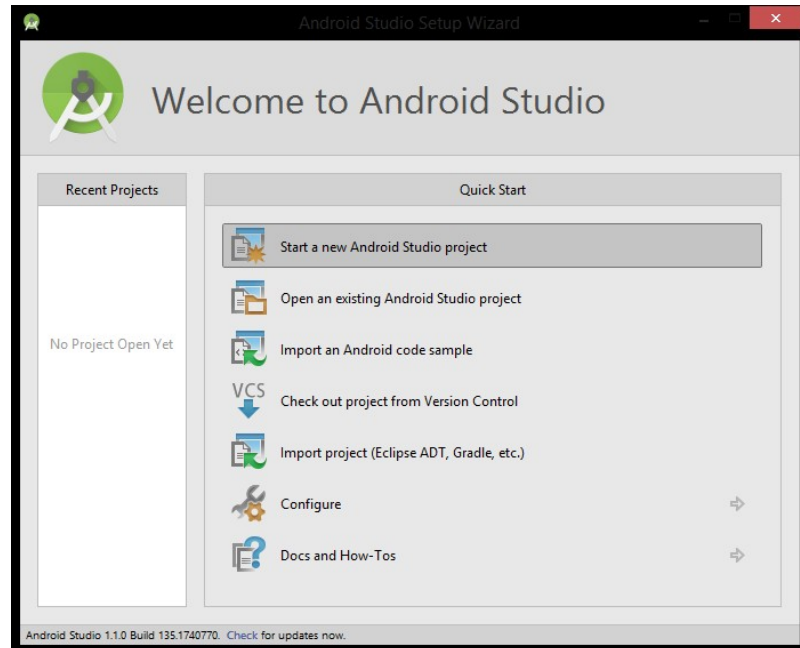 Android Studio Setup Wizard
Welcome to Android Studio
Recent Projects
Quick Start
Start a new Android Studio project
Open an existing Android Studio project
No Project Open Yet
Import an Android code sample
VCS
Check out project from Version Control
Import project (Eclipse ADT, Gradle, etc.)
Configure
Docs and How-Tos
Android Studio 1.1.0 Build 135.1740770. Check for updates now.